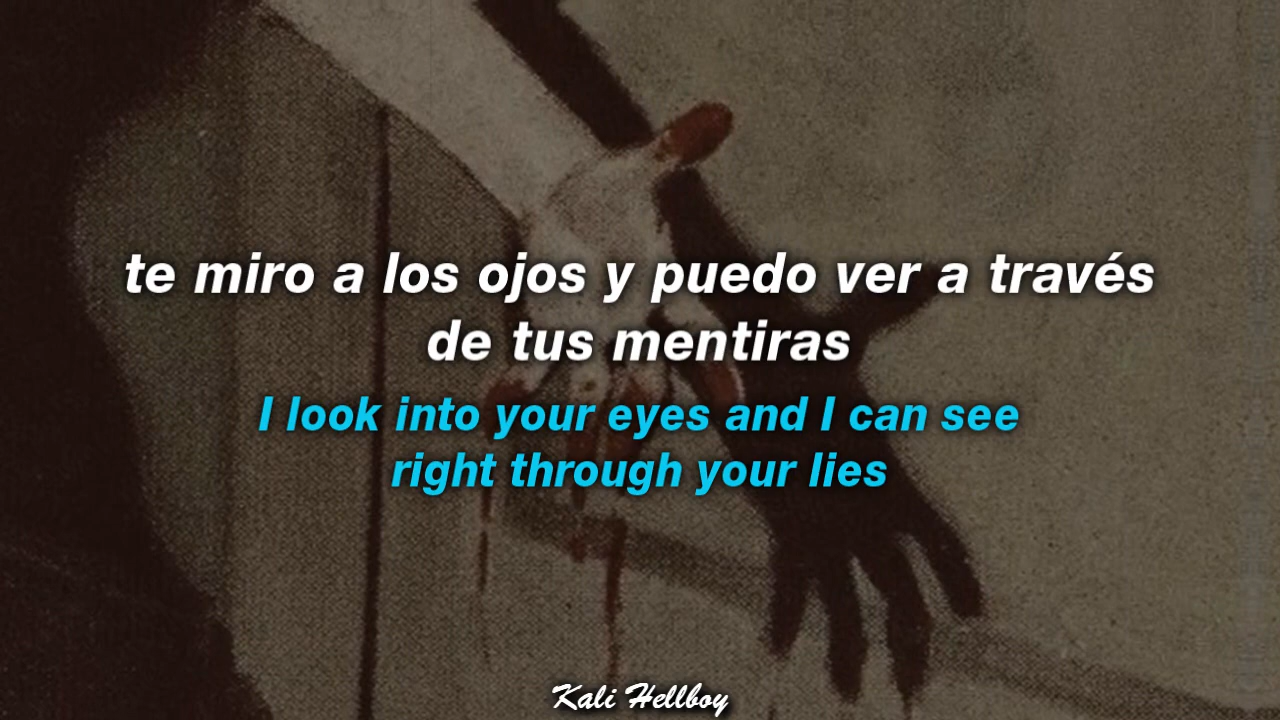 te miro a los ojos y puedo ver a través
de tus mentiras
I look into your eyes and I can see
right through your lies
Kali Hellboy